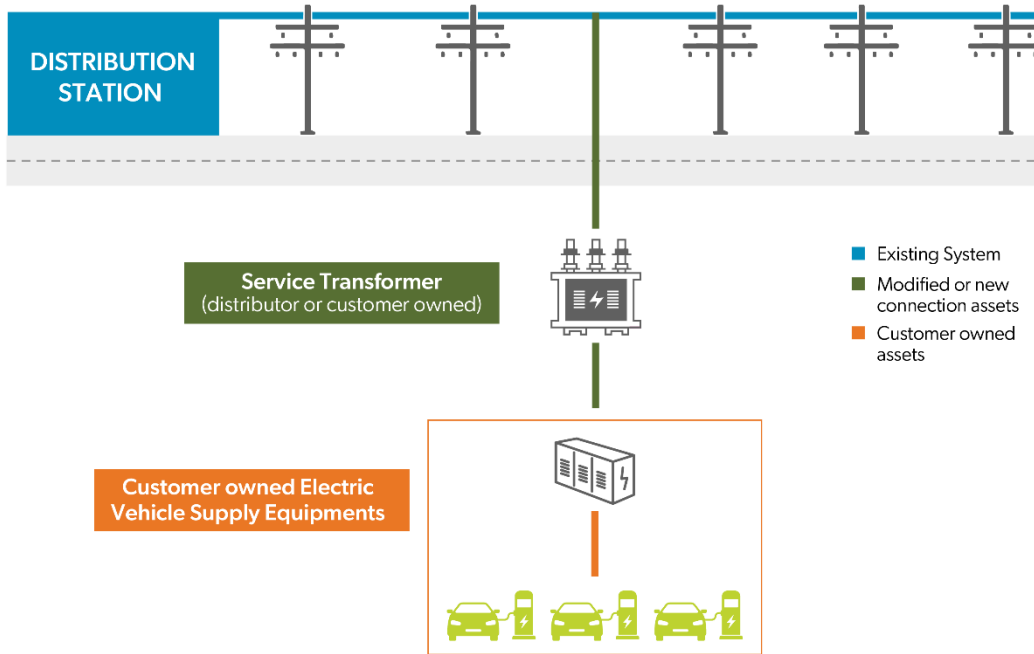 DISTRIBUTION
STATION
Service Transformer
(distributor or customer owned)
Existing System
Modified or new
connection assets
Customer owned
assets
Customer owned Electric
Vehicle Supply Equipments